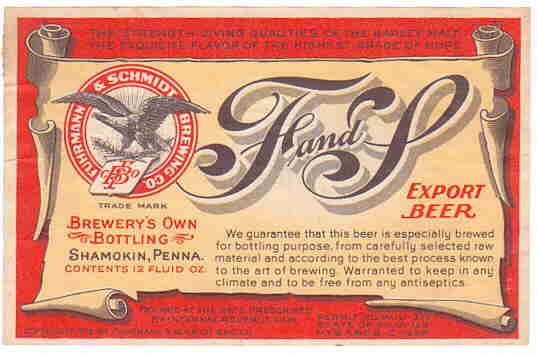 THE STRENGTH GIVING QUALITIES OF THE BARLEY MALT
THE EXQUISITE FLAVOR OF THE HIGHEST GRADE OF HOPS.
FUHRMANN & SCHMIDT BREWING CO.
TRADE MARK
F and S
EXPORT
BEER
BREWERY'S OWN
BOTTLING
SHAMOKIN, PENNA.
CONTENTS 12 FLUID OZ.
We guarantee that this beer is especially brewed
for bottling purpose, from carefully selected raw
material and according to the best process known
to the art of brewing. Warranted to keep in any
climate and to be free from any antiseptics.
BY INTERNAL REVENUE LAW.